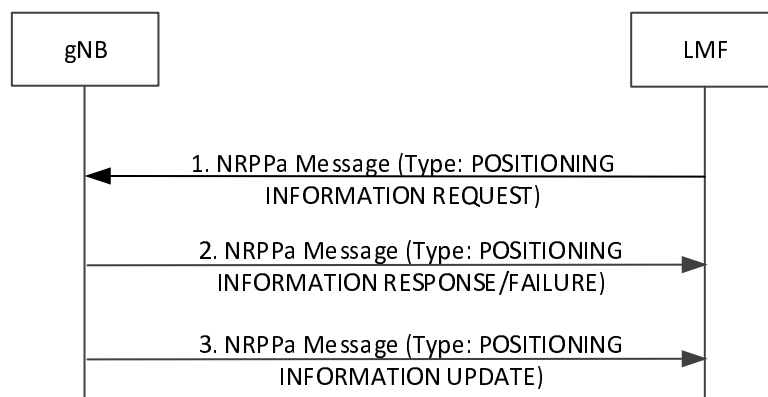 gNB
LMF
1. NRPPa Message (Type: POSITIONING
INFORMATION REQUEST)
2. NRPPa Message (Type: POSITIONING
INFORMATION RESPONSE/FAILURE)
3. NRPPa Message (Type: POSITIONING
INFORMATION UPDATE)